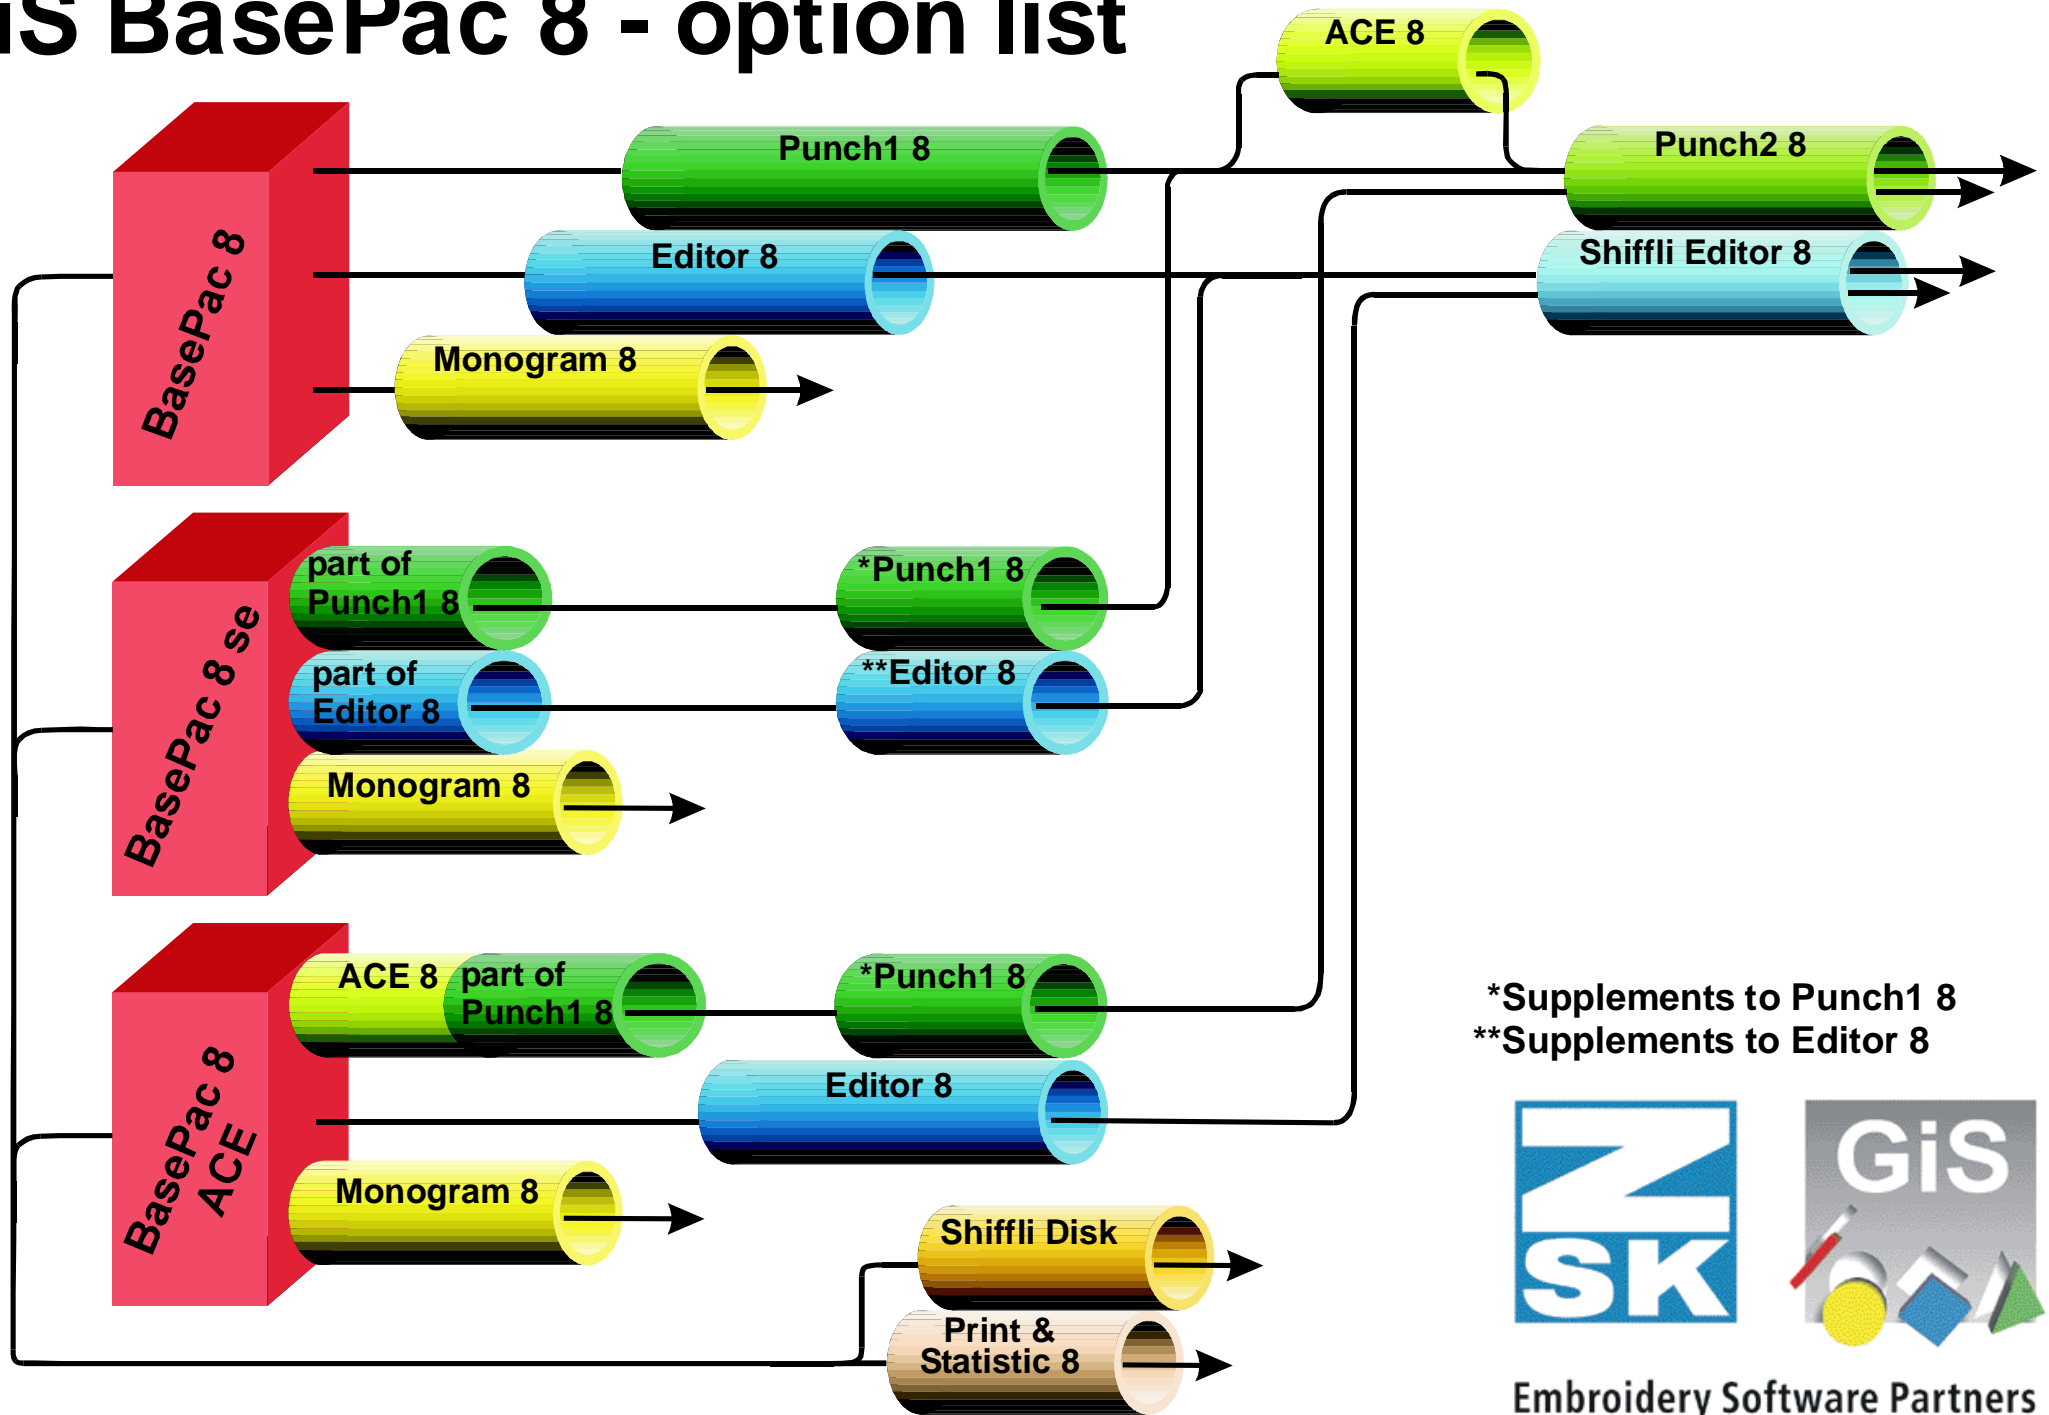 iS BasePac 8 - option list
ACE 8
Punch1 8
Punch2 8
Editor 8
Shiffli Editor 8
Monogram 8
BasePac 8
part of
Punch1 8
*Punch1 8
part of
Editor 8
**Editor 8
Monogram 8
BasePac 8 se
ACE 8
part of
Punch1 8
*Punch1 8
Editor 8
Monogram 8
BasePac 8
ACE
Shiffli Disk
Print &
Statistic 8
*Supplements to Punch1 8
**Supplements to Editor 8
ZSK
GiS
Embroidery Software Partners